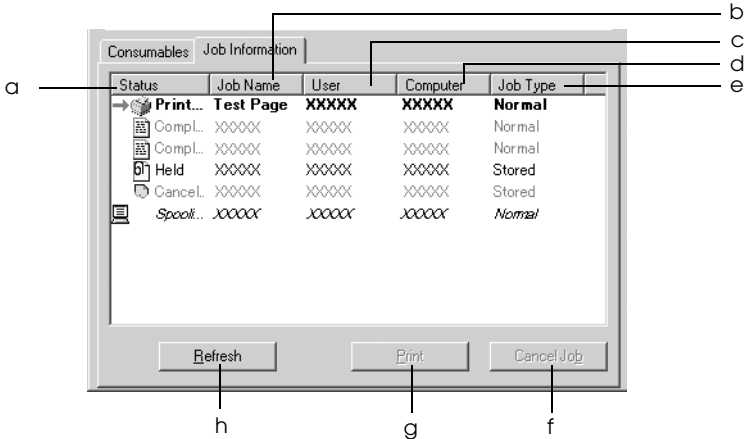 b
c
d
e
a
Consumables Job Information
Status Job Name User Computer Job Type
Print... Test Page XXXXX XXXXX Normal
Compl... XXXXX XXXXX XXXXX Normal
Compl... XXXXX XXXXX XXXXX Normal
Held XXXXX XXXXX XXXXX Stored
Cancel.. XXXXX XXXXX XXXXX Stored
Spooli... XXXXX XXXXX XXXXX Normal
Refresh Print Cancel Job
h g f